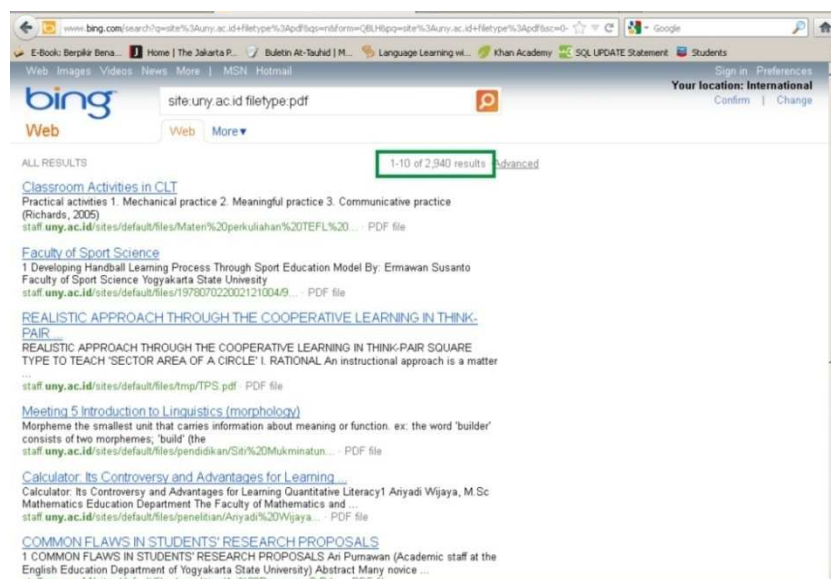 www.bing.com/search?q=site%3Auny.ac.id+filetype%3Apdf&qs=n&form=QBLH&pq=site%3Auny.ac.id+filetype%3Apdf&sc=0-
Google
E-Book: Berpikir Bena... Home | The Jakarta P... Buletin At-Tauhid | M... Language Learning wi... Khan Academy SQL UPDATE Statement Students
Web Images Videos News More | MSN Hotmail Sign in Preferences
Your location: International
Confirm | Change
bing site:uny.ac.id filetype:pdf
Web Web More▼
ALL RESULTS 1-10 of 2,940 results · Advanced
Classroom Activities in CLT
Practical activities 1. Mechanical practice 2. Meaningful practice 3. Communicative practice
(Richards, 2005)
staff.uny.ac.id/sites/default/files/Materi%20perkuliahan%20TEFL%20... · PDF file
Faculty of Sport Science
1 Developing Handball Learning Process Through Sport Education Model By: Ermawan Susanto
Faculty of Sport Science Yogyakarta State Univesity
staff.uny.ac.id/sites/default/files/197807022002121004/9... · PDF file
REALISTIC APPROACH THROUGH THE COOPERATIVE LEARNING IN THINK-
PAIR ...
REALISTIC APPROACH THROUGH THE COOPERATIVE LEARNING IN THINK-PAIR SQUARE
TYPE TO TEACH 'SECTOR AREA OF A CIRCLE' I. RATIONAL An instructional approach is a matter
...
staff.uny.ac.id/sites/default/files/tmp/TPS.pdf · PDF file
Meeting 5 Introduction to Linguistics (morphology)
Morpheme the smallest unit that carries information about meaning or function. ex: the word 'builder'
consists of two morphemes; 'build' (the
staff.uny.ac.id/sites/default/files/pendidikan/Siti%20Mukminatun... · PDF file
Calculator: Its Controversy and Advantages for Learning ...
Calculator: Its Controversy and Advantages for Learning Quantitative Literacy1 Ariyadi Wijaya, M.Sc
Mathematics Education Department The Faculty of Mathematics and ...
staff.uny.ac.id/sites/default/files/penelitian/Ariyadi%20Wijaya... · PDF file
COMMON FLAWS IN STUDENTS' RESEARCH PROPOSALS
1 COMMON FLAWS IN STUDENTS' RESEARCH PROPOSALS Ari Purnawan (Academic staff at the
English Education Department of Yogyakarta State University) Abstract Many novice ...